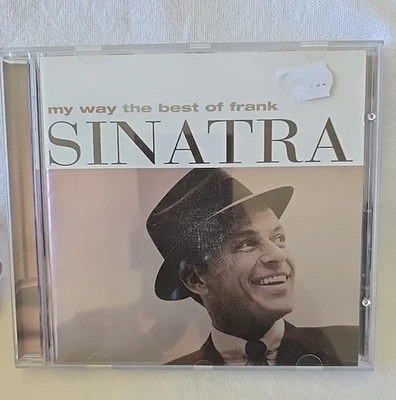 my way the best of frank
SINATRA